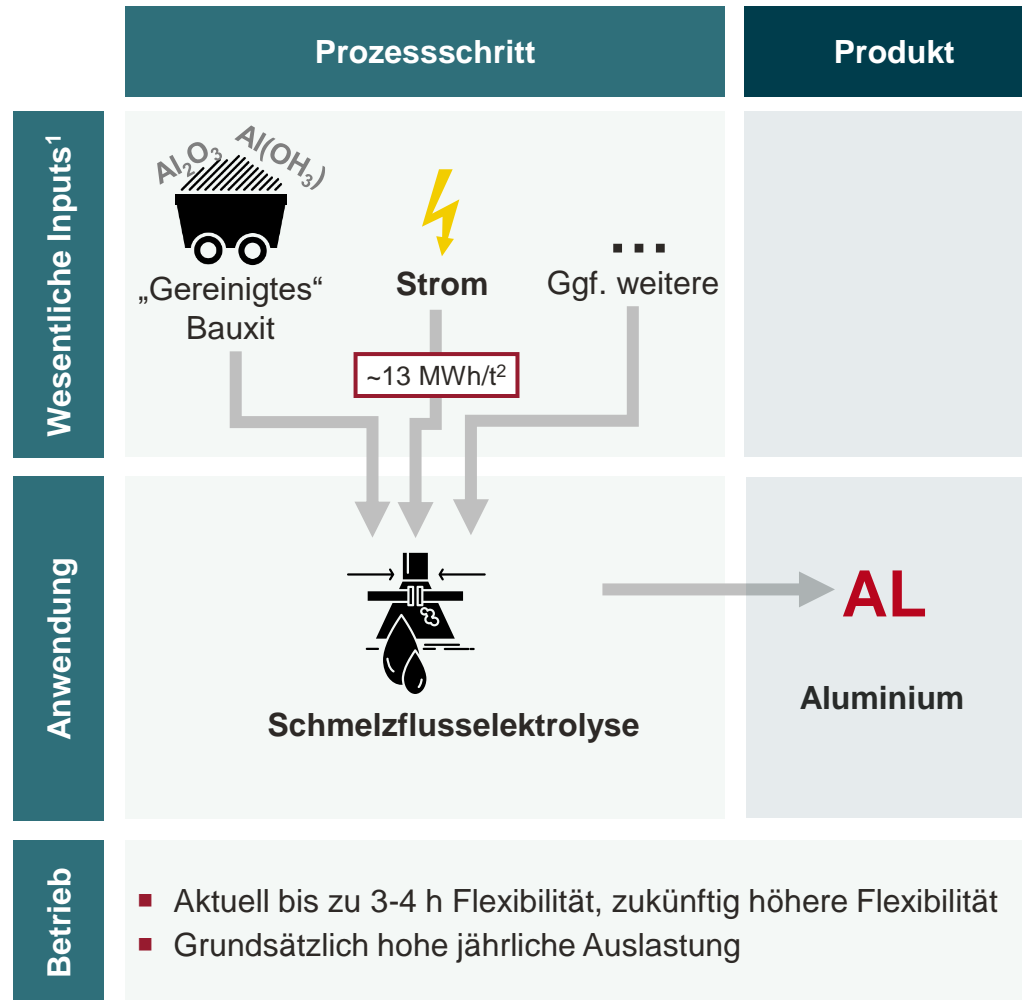 Prozessschritt
Produkt
Wesentliche Inputs¹
Al₂O₃
Al(OH₃)
„Gereinigtes“
Bauxit
Strom
...
Ggf. weitere
~13 MWh/t²
Anwendung
Schmelzflusselektrolyse
AL
Aluminium
Betrieb
▪ Aktuell bis zu 3-4 h Flexibilität, zukünftig höhere Flexibilität
▪ Grundsätzlich hohe jährliche Auslastung